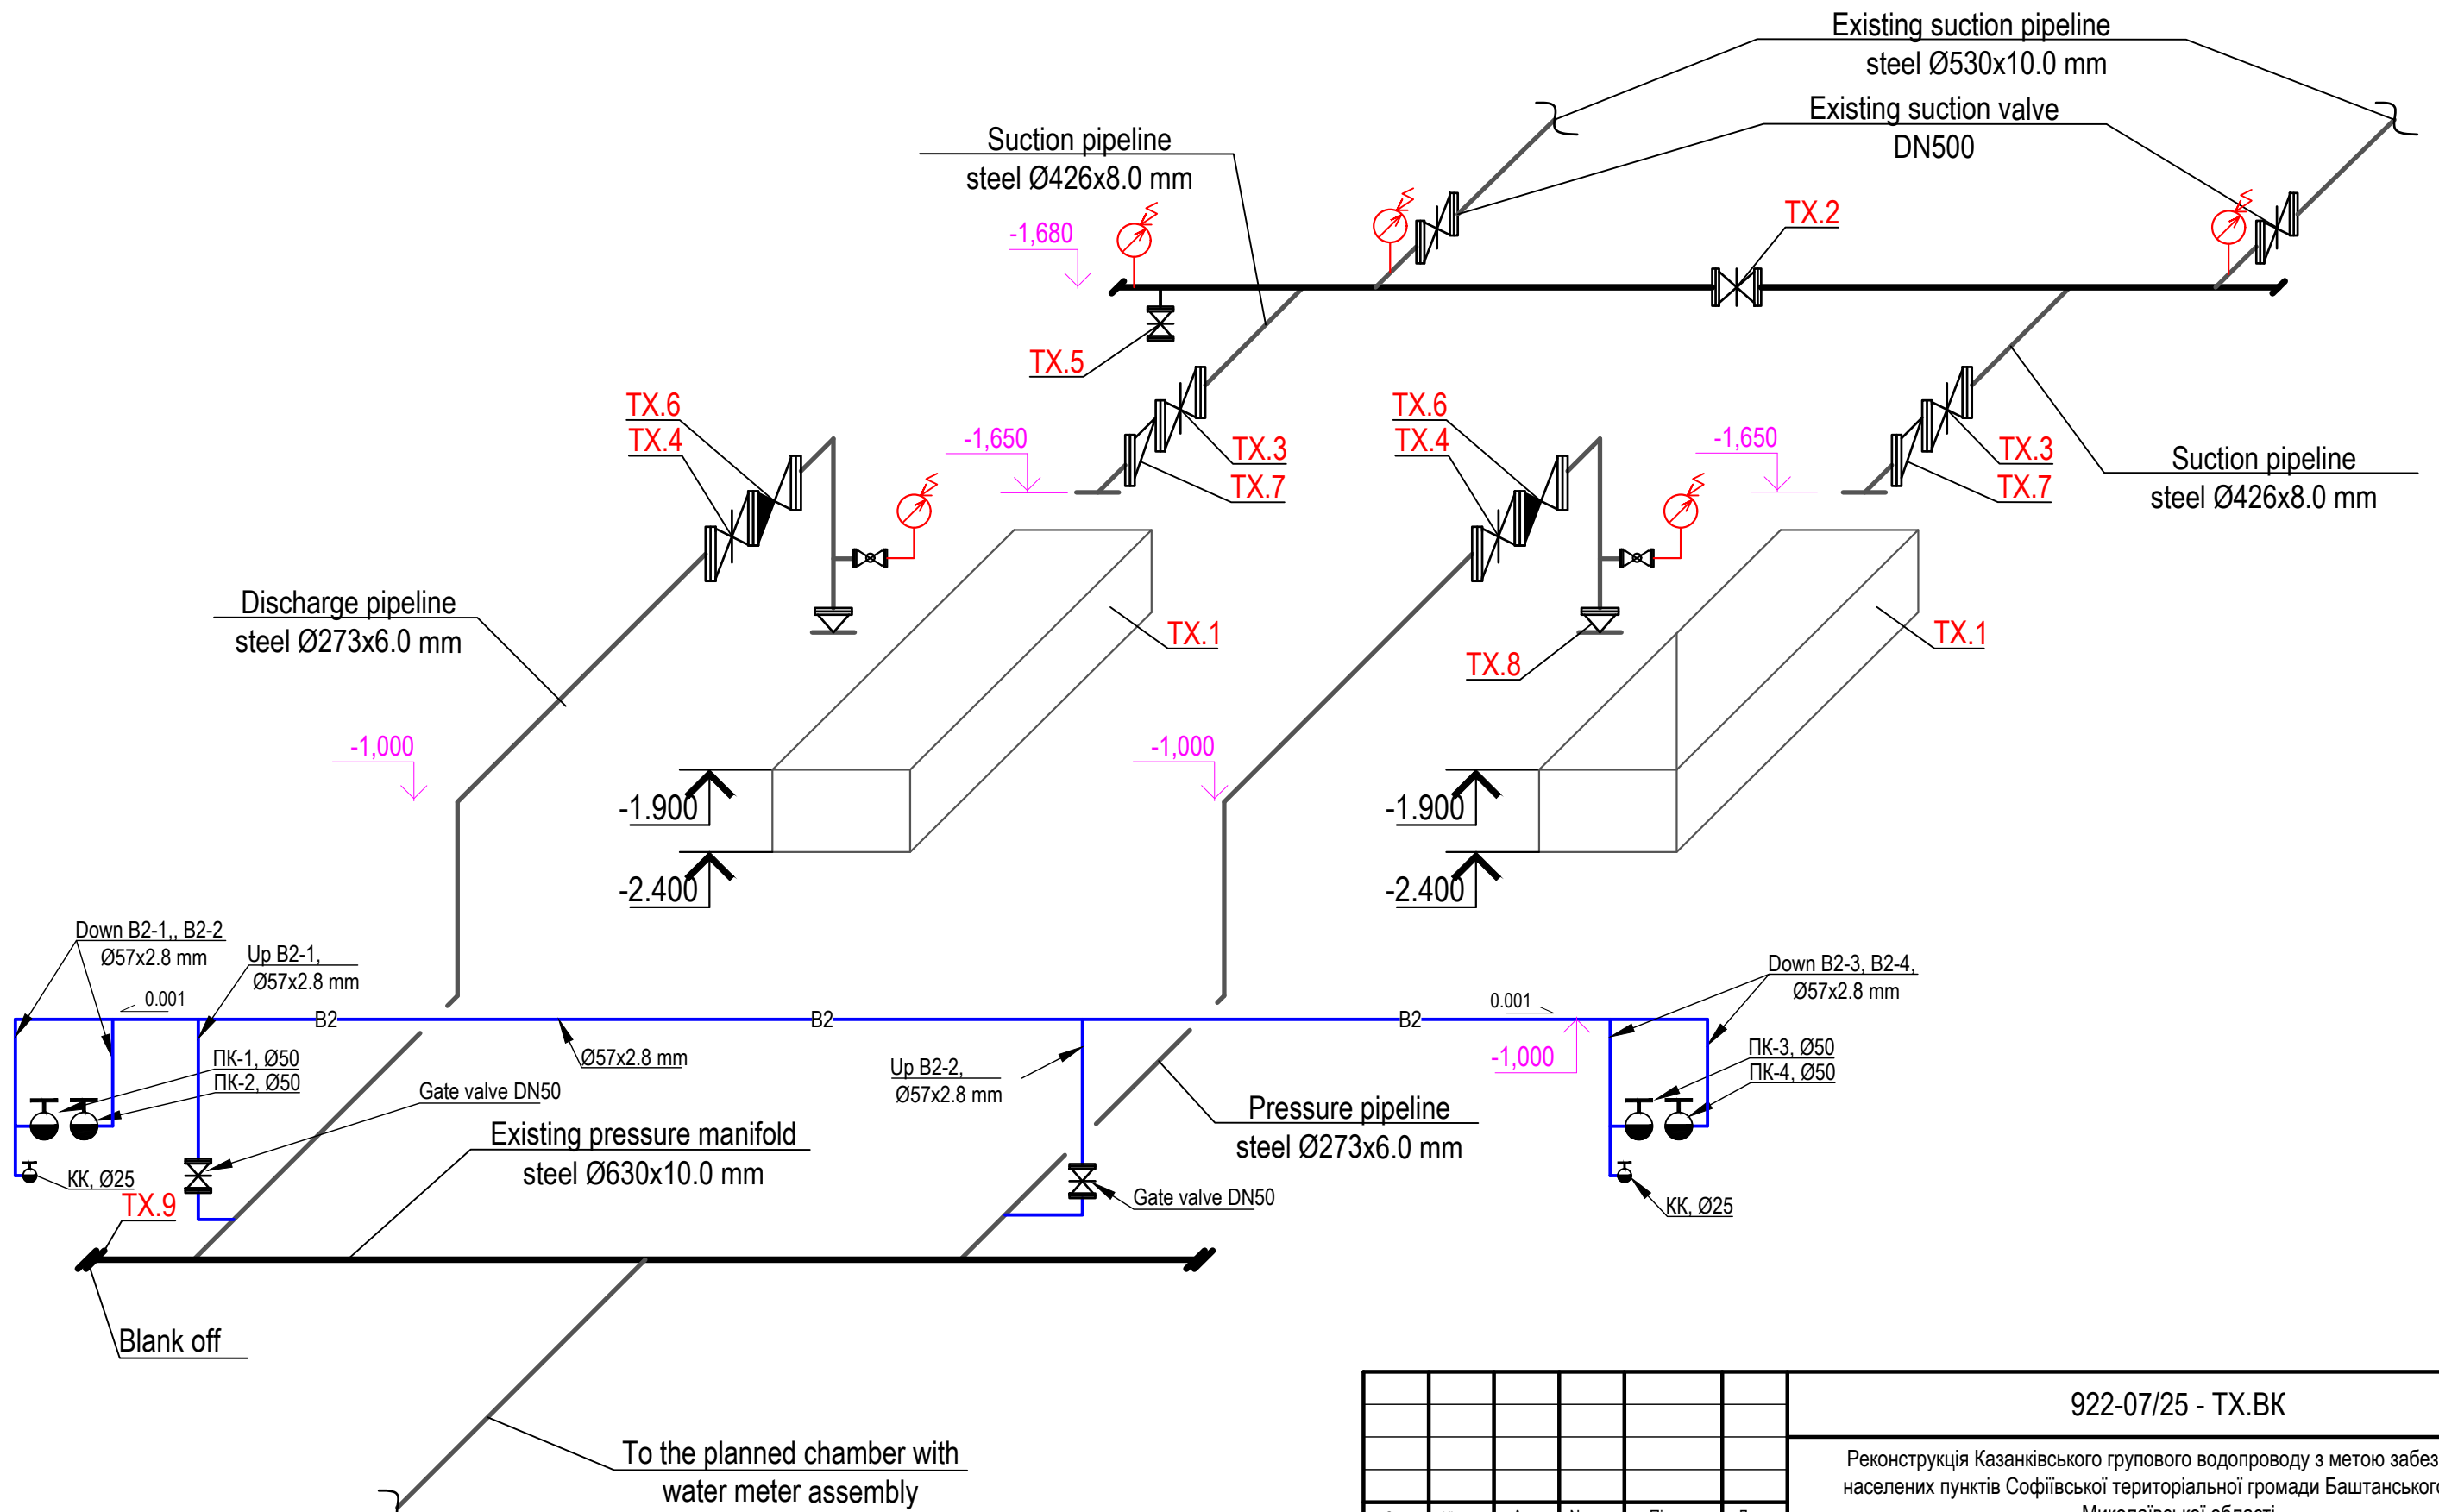 Existing suction pipeline
steel Ø530x10.0 mm
Existing suction valve
DN500
Suction pipeline
steel Ø426x8.0 mm
TX.2
-1,680
TX.5
TX.6
TX.4
-1,650
TX.3
TX.7
TX.6
TX.4
-1,650
TX.3
TX.7
Suction pipeline
steel Ø426x8.0 mm
Discharge pipeline
steel Ø273x6.0 mm
TX.1
TX.8
TX.1
-1,000
-1,000
-1.900
-2.400
-1.900
-2.400
Down B2-1,, B2-2
Ø57x2.8 mm
Up B2-1,
Ø57x2.8 mm
0.001
B2
B2
B2
0.001
Down B2-3, B2-4,
Ø57x2.8 mm
ПК-1, Ø50
ПК-2, Ø50
Ø57x2.8 mm
Up B2-2,
Ø57x2.8 mm
-1,000
ПК-3, Ø50
ПК-4, Ø50
Gate valve DN50
Existing pressure manifold
steel Ø630x10.0 mm
Pressure pipeline
steel Ø273x6.0 mm
КК, Ø25
TX.9
Gate valve DN50
КК, Ø25
Blank off
To the planned chamber with
water meter assembly
922-07/25 - ТХ.ВК
Реконструкція Казанківського групового водопроводу з метою забез
населених пунктів Софіївської територіальної громади Баштанського
Миколаївської області